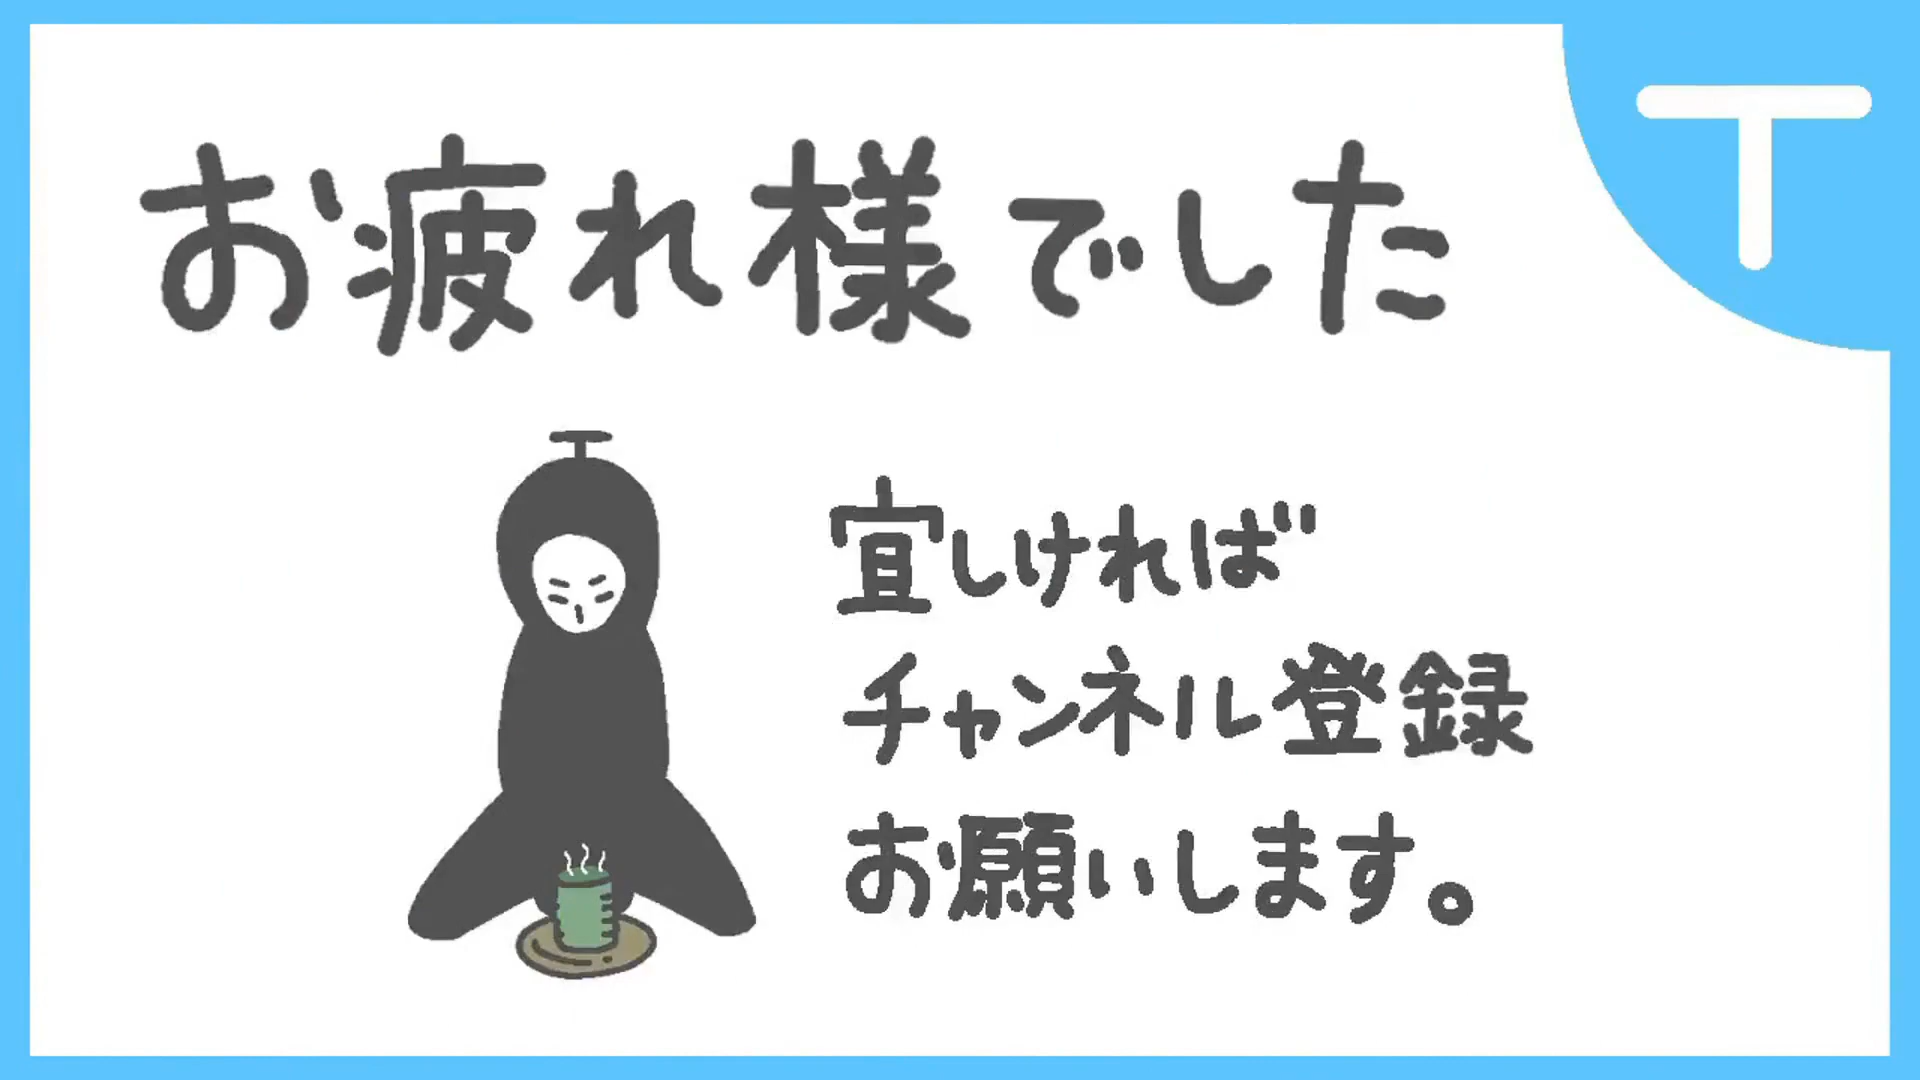 お疲れ様でした
T
宜しければ
チャンネル登録
お願いします。